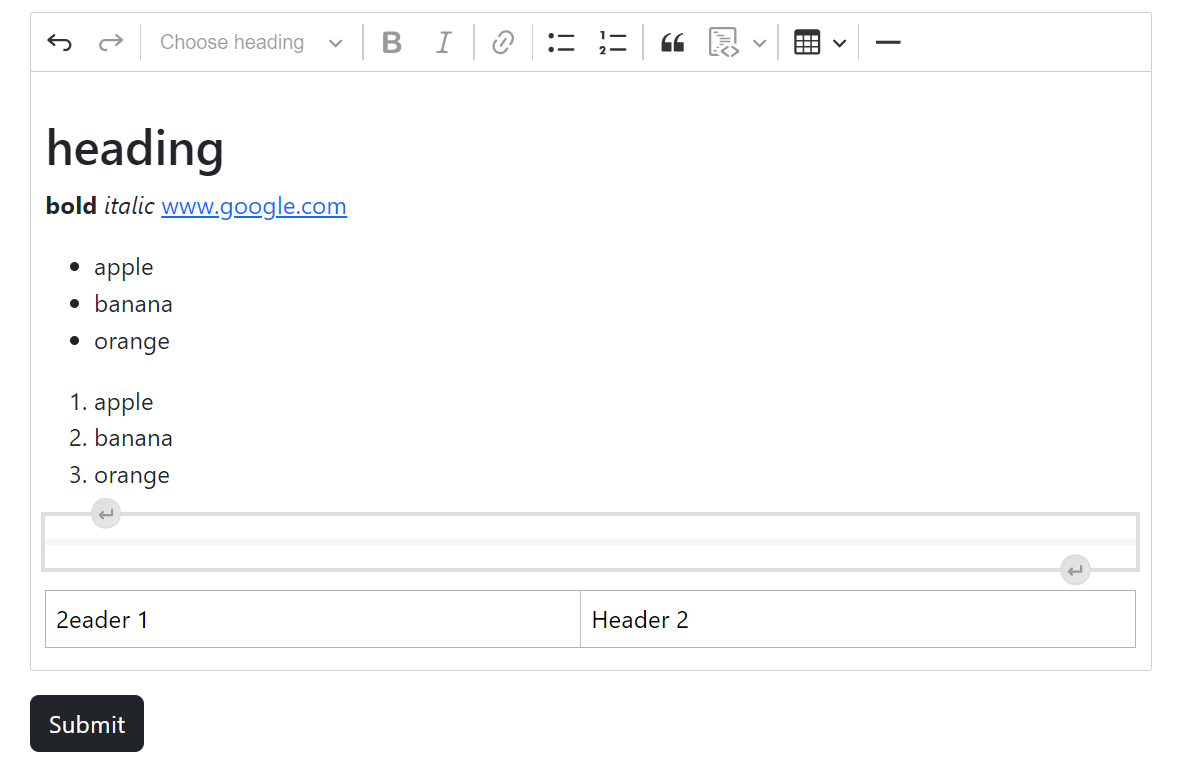 Choose heading
heading
bold italic www.google.com
apple
banana
orange
1. apple
2. banana
3. orange
2eader 1 Header 2
Submit